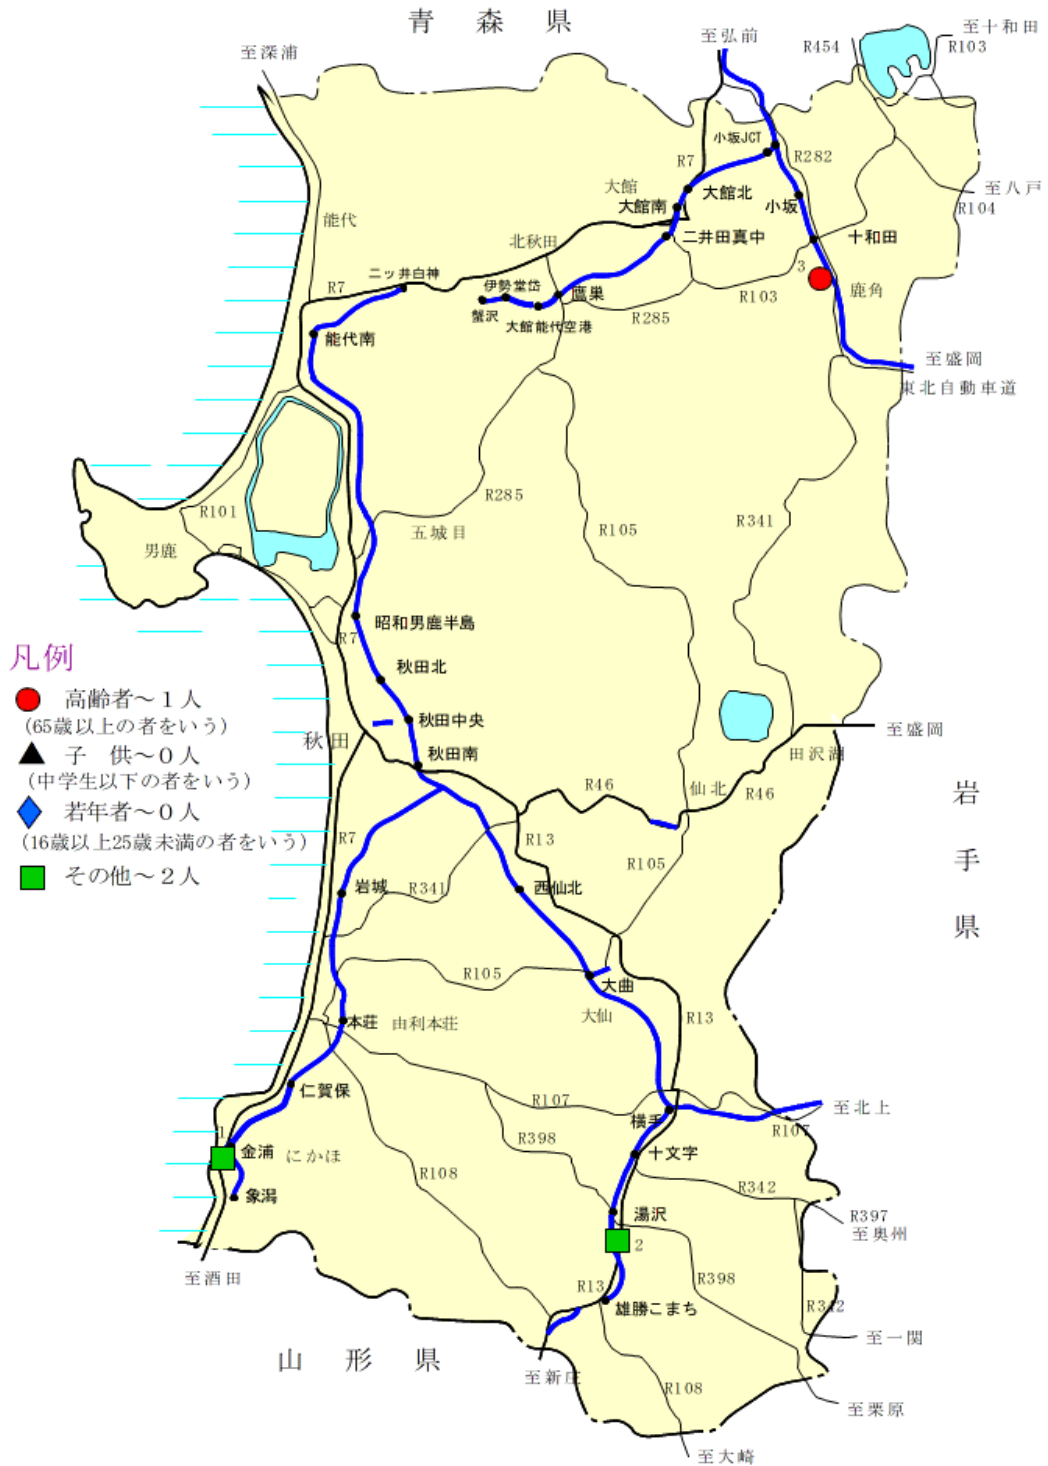 青森県
至深浦
至弘前
R454
至十和田
R103
小坂JCT
R282
R7
大館
大館北
大館南
小坂
至八戸
R104
能代
北秋田
二井田真中
十和田
3
鹿角
二ッ井白神
R7
伊勢堂岱
蟹沢
鷹巣
大館能代空港
R285
R103
能代南
至盛岡
東北自動車道
R285
R101
五城目
R105
R341
男鹿
昭和男鹿半島
R7
秋田北
凡例
高齢者～1人
(65歳以上の者をいう)
子 供～0人
(中学生以下の者をいう)
若年者～0人
(16歳以上25歳未満の者をいう)
その他～2人
秋田中央
秋田
秋田南
至盛岡
田沢湖
仙北
R46
R46
岩手県
R7
R13
R105
岩城
R341
西仙北
R105
大曲
大仙
R13
本荘
由利本荘
仁賀保
R107
横手
至北上
R107
1
金浦
にかほ
R398
十文字
R108
R342
象潟
湯沢
R397
至奥州
2
至酒田
R13
R398
雄勝こまち
R342
至一関
山形県
至新庄
R108
至栗原
至大崎